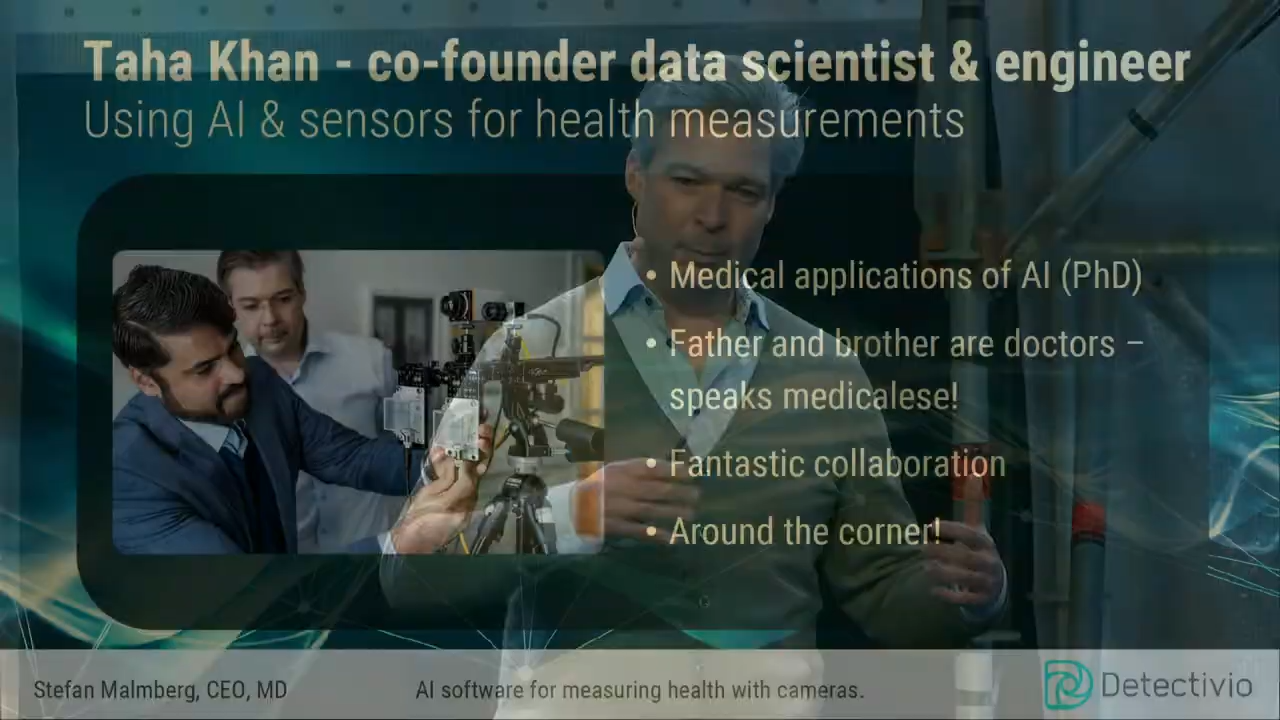 Taha Khan - co-founder data scientist & engineer
Using AI & sensors for health measurements
• Medical applications of AI (PhD)
• Father and brother are doctors –
speaks medicalese!
• Fantastic collaboration
• Around the corner!
Stefan Malmberg, CEO, MD
AI software for measuring health with cameras.
Detectivio